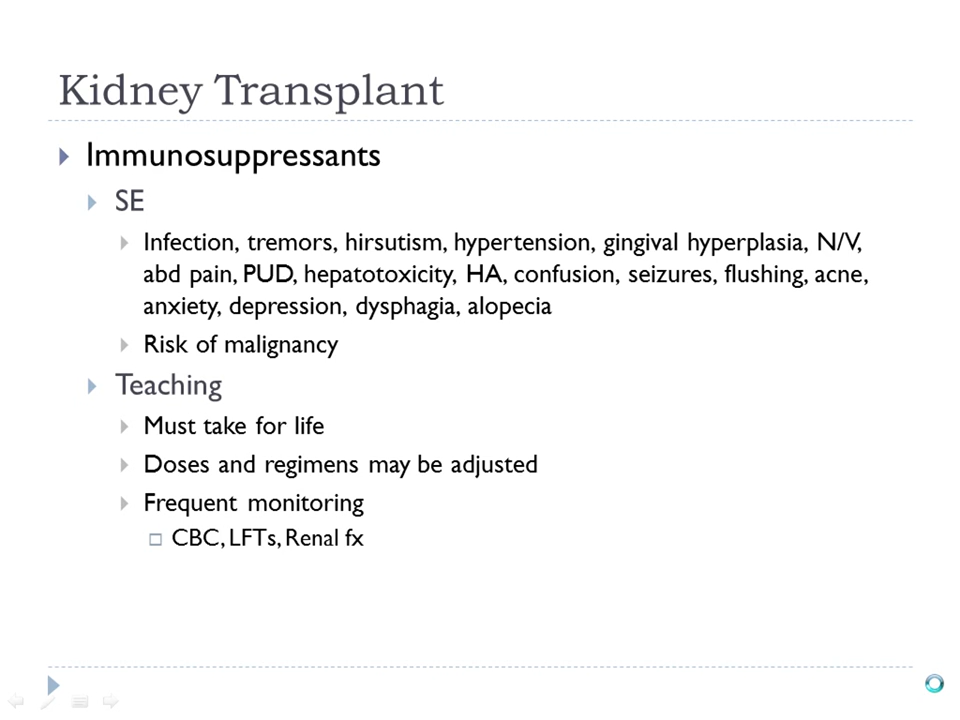 Kidney Transplant
Immunosuppressants
SE
Infection, tremors, hirsutism, hypertension, gingival hyperplasia, N/V,
abd pain, PUD, hepatotoxicity, HA, confusion, seizures, flushing, acne,
anxiety, depression, dysphagia, alopecia
Risk of malignancy
Teaching
Must take for life
Doses and regimens may be adjusted
Frequent monitoring
CBC, LFTs, Renal fx